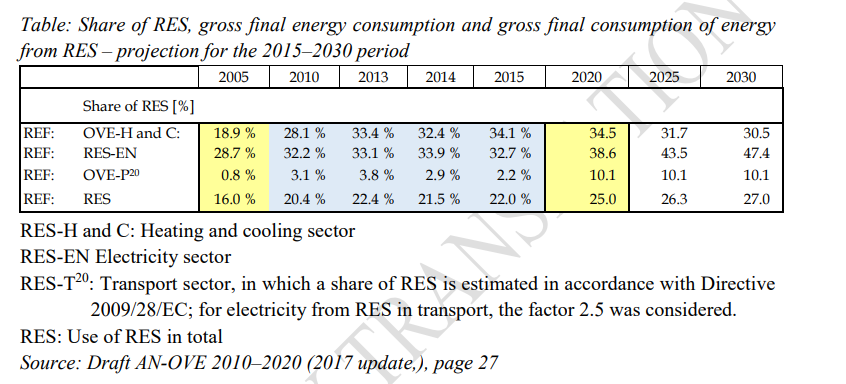 Table: Share of RES, gross final energy consumption and gross final consumption of energy
from RES – projection for the 2015–2030 period
2005 2010 2013 2014 2015 2020 2025 2030
Share of RES [%]
REF: OVE-H and C: 18.9 % 28.1 % 33.4 % 32.4 % 34.1 % 34.5 31.7 30.5
REF: RES-EN 28.7 % 32.2 % 33.1 % 33.9 % 32.7 % 38.6 43.5 47.4
REF: OVE-P20 0.8 % 3.1 % 3.8 % 2.9 % 2.2 % 10.1 10.1 10.1
REF: RES 16.0 % 20.4 % 22.4 % 21.5 % 22.0 % 25.0 26.3 27.0
RES-H and C: Heating and cooling sector
RES-EN Electricity sector
RES-T20: Transport sector, in which a share of RES is estimated in accordance with Directive
2009/28/EC; for electricity from RES in transport, the factor 2.5 was considered.
RES: Use of RES in total
Source: Draft AN-OVE 2010–2020 (2017 update,), page 27